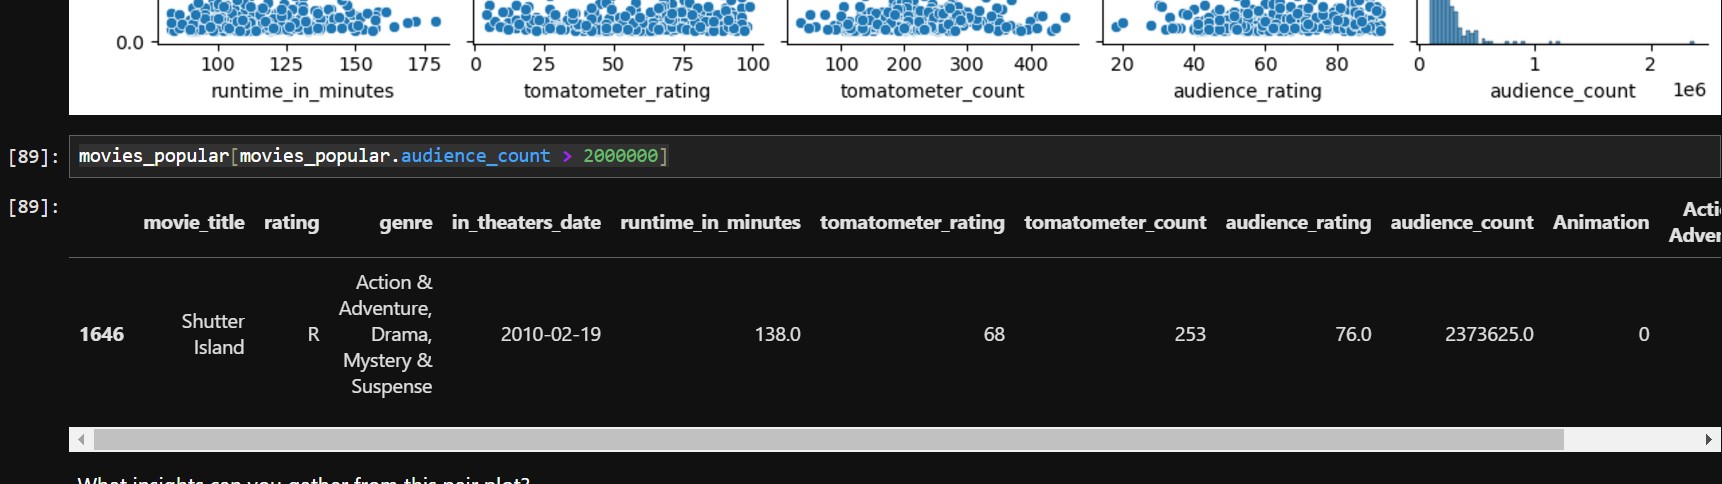 0.0
100 125 150 175 0 25 50 75 100 100 200 300 400 20 40 60 80 0 1 2
runtime_in_minutes tomatometer_rating tomatometer_count audience_rating audience_count 1e6
[89]: movies_popular[movies_popular.audience_count > 2000000]
[89]:
movie_title rating genre in_theaters_date runtime_in_minutes tomatometer_rating tomatometer_count audience_rating audience_count Animation Acti
Adver
Action &
Adventure,
Drama,
Mystery &
Suspense
1646 Shutter
Island
R 2010-02-19 138.0 68 253 76.0 2373625.0 0
What insights can you gather from this pair plot?